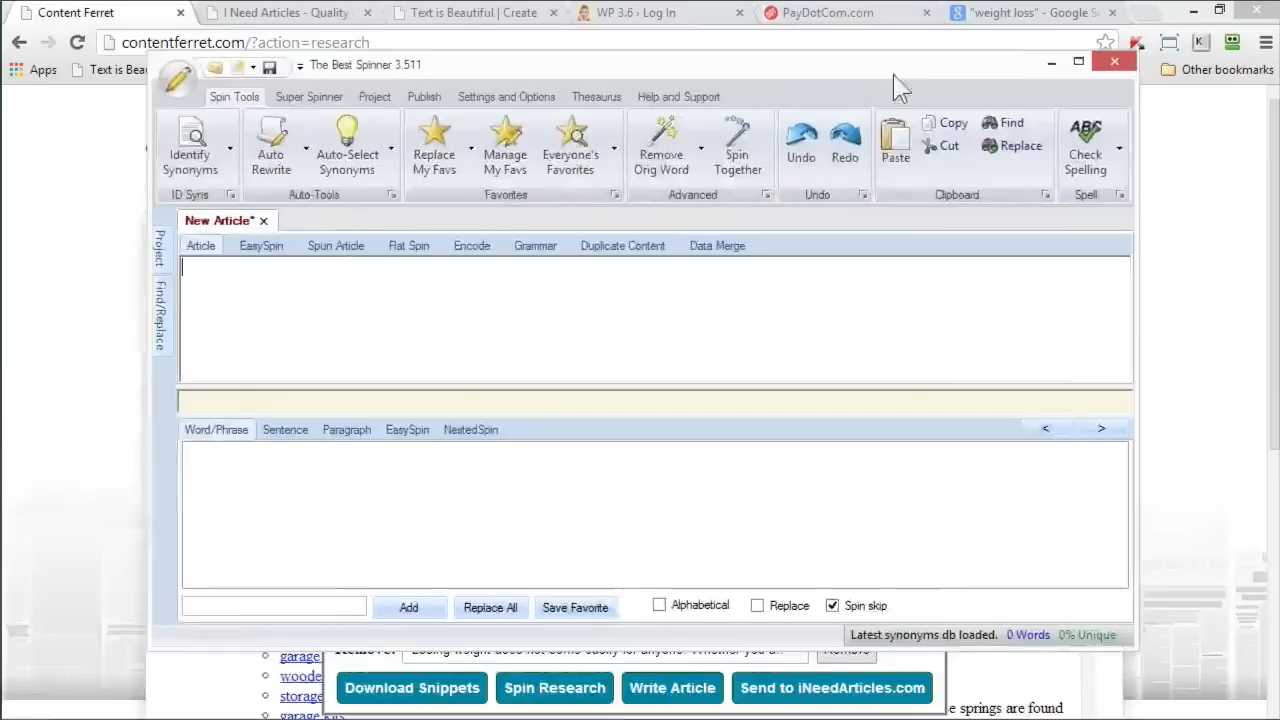 Content Ferret
I Need Articles - Quality
Text is Beautiful | Create
WP 3.6 › Log In
PayDotCom.com
"weight loss" - Google Se
contentferret.com/?action=research
Apps
Text is Beau
Other bookmarks
The Best Spinner 3.511
Spin Tools
Super Spinner
Project
Publish
Settings and Options
Thesaurus
Help and Support
Identify Synonyms
Auto Rewrite
Auto-Select Synonyms
Replace My Favs
Manage My Favs
Everyone's Favorites
Remove Orig Word
Spin Together
Undo
Redo
Paste
Copy
Cut
Find
Replace
ABC
Check Spelling
ID Syns
Auto-Tools
Favorites
Advanced
Undo
Clipboard
Spell
New Article*
Project
Find/Replace
Article
EasySpin
Spun Article
Flat Spin
Encode
Grammar
Duplicate Content
Data Merge
Word/Phrase
Sentence
Paragraph
EasySpin
NestedSpin
<
>
Add
Replace All
Save Favorite
Alphabetical
Replace
Spin skip
Latest synonyms db loaded.
0 Words
0% Unique
garage
woode
storage
garage kits
Download Snippets
Spin Research
Write Article
Send to iNeedArticles.com
e springs are found